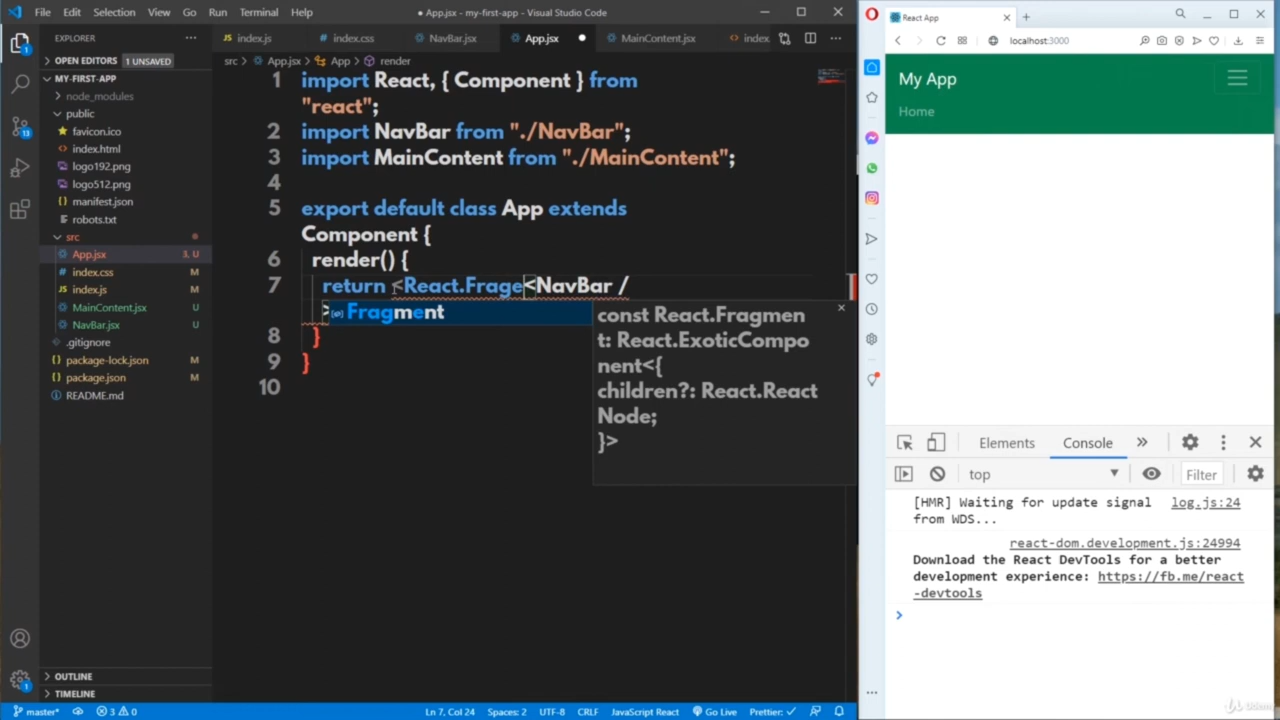 File Edit Selection View Go Run Terminal Help
● App.jsx - my-first-app - Visual Studio Code
EXPLORER
OPEN EDITORS 1 UNSAVED
MY-FIRST-APP
node_modules
public
favicon.ico
index.html
logo192.png
logo512.png
manifest.json
robots.txt
src
App.jsx 3, U
index.css M
index.js M
MainContent.jsx U
NavBar.jsx U
.gitignore
package-lock.json M
package.json M
README.md
OUTLINE
TIMELINE
1
13
1
index.js index.css NavBar.jsx App.jsx MainContent.jsx index
src > App.jsx > App > render
1 import React, { Component } from
"react";
2 import NavBar from "./NavBar";
3 import MainContent from "./MainContent";
4
5 export default class App extends
Component {
6 render() {
7 return <React.Frage<NavBar /
>
Fragment
const React.Fragmen
t: React.ExoticCompo
nent<{
children?: React.React
Node;
}>
8 }
9 }
10
master* 3 0 Ln 7, Col 24 Spaces: 2 UTF-8 CRLF JavaScript React Go Live Prettier: ✓
React App
localhost:3000
My App
Home
Elements Console »
top Filter
[HMR] Waiting for update signal log.js:24
from WDS...
react-dom.development.js:24994
Download the React DevTools for a better
development experience: https://fb.me/react
-devtools
>
Udemy